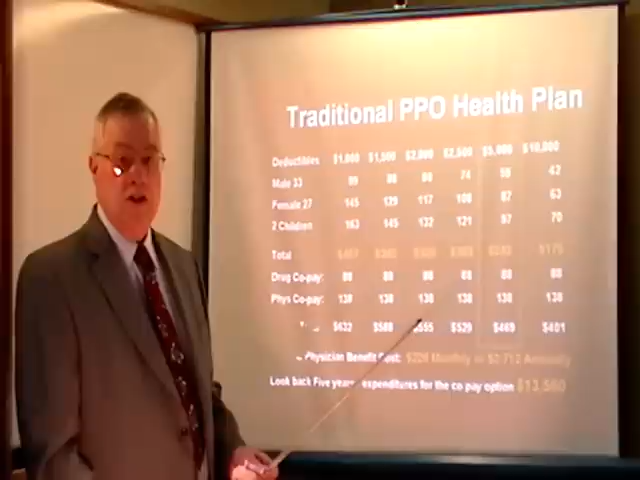 Traditional PPO Health Plan
Deductibles $1,000 $1,500 $2,000 $2,500 $5,000 $10,000
Male 33 74 42
Female 27 145 129 117 108 87 63
2 Children 163 145 132 121 97 70
Total $175
Drug Co-pay: 88 88 88 88 88 88
Phys Co-pay: 138 138 138 138 138 138
$632 $588 $555 $529 $469 $401
Physician Benefit Cost: $226 Monthly or $2,712 Annually
Look back Five years expenditures for the co pay option $13,560